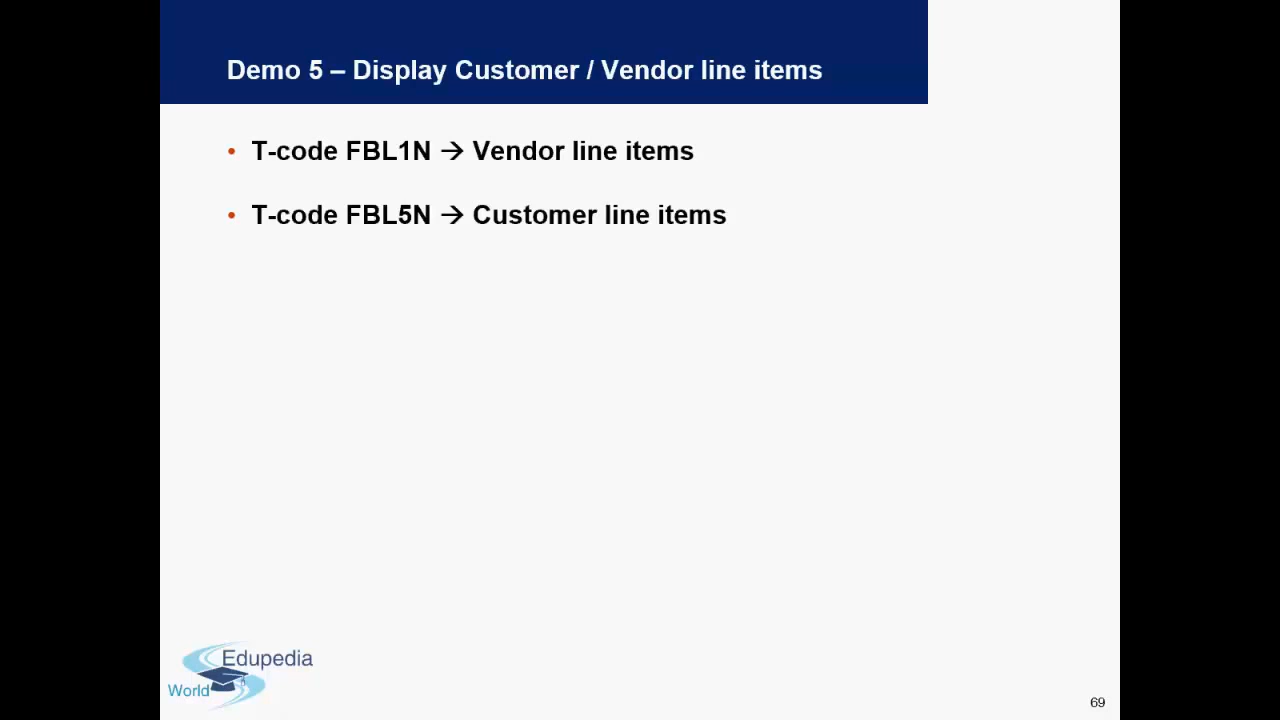 Demo 5 – Display Customer / Vendor line items
• T-code FBL1N → Vendor line items
• T-code FBL5N → Customer line items
Edupedia
World
69